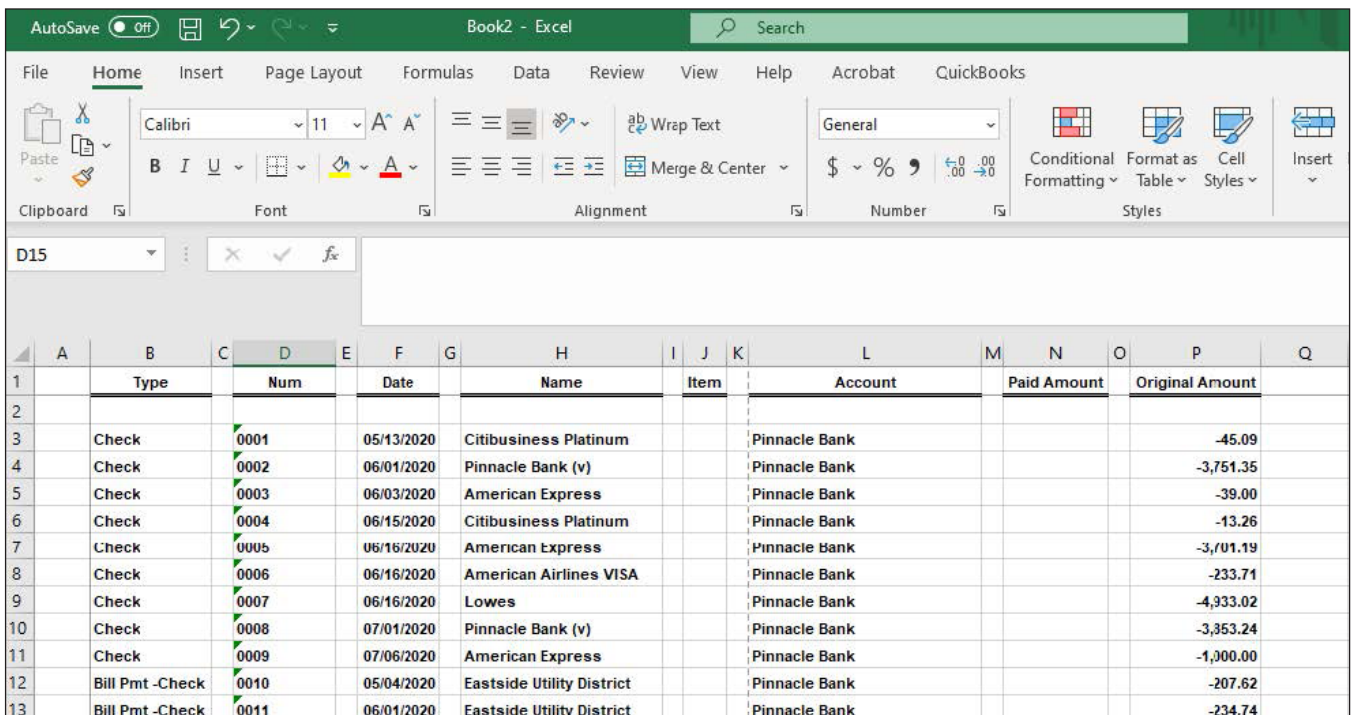 AutoSave Off Book2 - Excel Search
File Home Insert Page Layout Formulas Data Review View Help Acrobat QuickBooks
Calibri 11 A A ab Wrap Text General
Paste B I U A Merge & Center $ % 9 .00 .00 Conditional Formatting Format as Table Cell Styles Insert
Clipboard Font Alignment Number Styles
D15 fx
A B C D E F G H I J K L M N O P Q
1 Type Num Date Name Item Account Paid Amount Original Amount
2
3 Check 0001 05/13/2020 Citibusiness Platinum Pinnacle Bank -45.09
4 Check 0002 06/01/2020 Pinnacle Bank (v) Pinnacle Bank -3,751.35
5 Check 0003 06/03/2020 American Express Pinnacle Bank -39.00
6 Check 0004 06/15/2020 Citibusiness Platinum Pinnacle Bank -13.26
7 Check 0005 06/16/2020 American Express Pinnacle Bank -3,701.19
8 Check 0006 06/16/2020 American Airlines VISA Pinnacle Bank -233.71
9 Check 0007 06/16/2020 Lowes Pinnacle Bank -4,933.02
10 Check 0008 07/01/2020 Pinnacle Bank (v) Pinnacle Bank
11 Check 0009 07/06/2020 American Express Pinnacle Bank -1,000.00
12 Bill Pmt -Check 0010 05/04/2020 Eastside Utility District Pinnacle Bank -207.62
13 Bill Pmt -Check 0011 06/01/2020 Eastside Utility District Pinnacle Bank -234.74